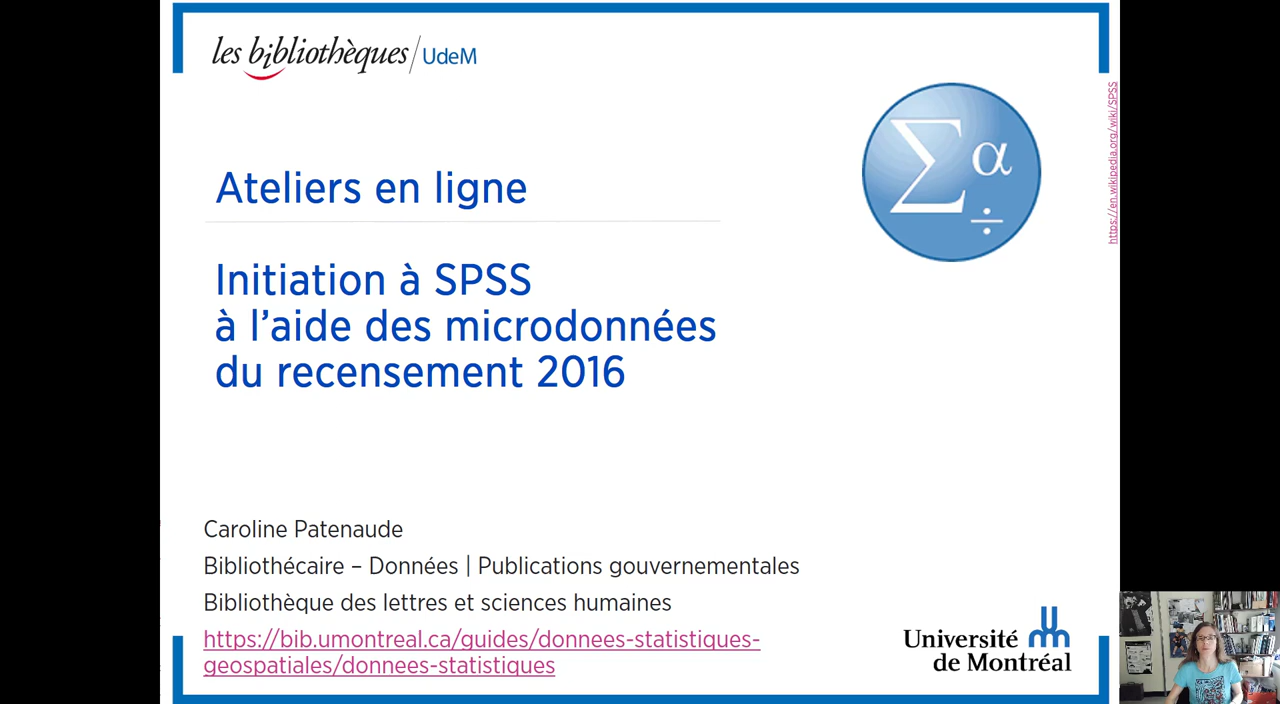 les bibliothèques/UdeM
https://en.wikipedia.org/wiki/SPSS
Σ α ÷
Ateliers en ligne
Initiation à SPSS
à l'aide des microdonnées
du recensement 2016
Caroline Patenaude
Bibliothécaire – Données | Publications gouvernementales
Bibliothèque des lettres et sciences humaines
https://bib.umontreal.ca/guides/donnees-statistiques-
geospatiales/donnees-statistiques
Université
de Montréal